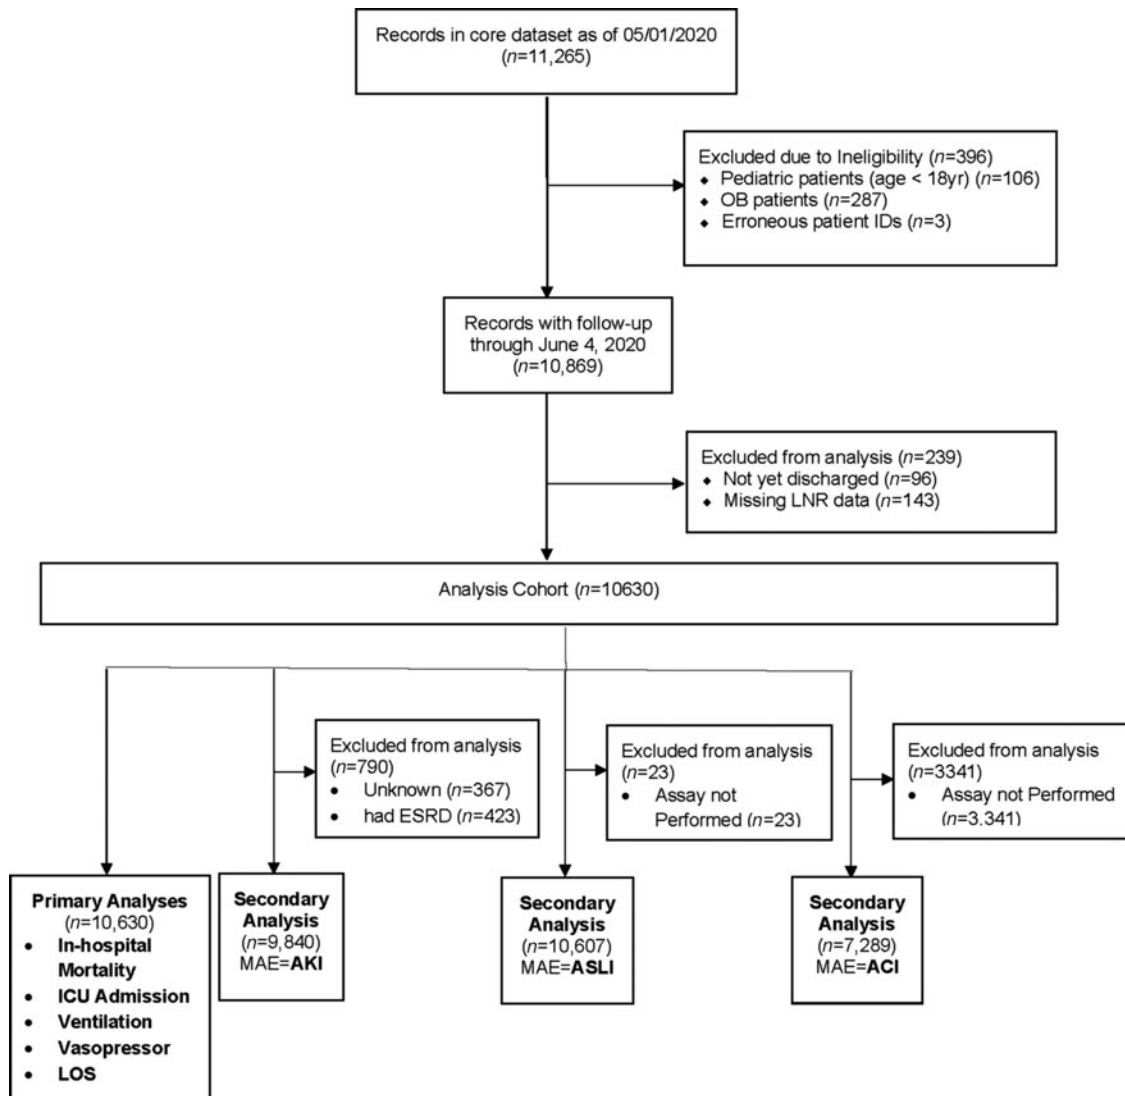 Records in core dataset as of 05/01/2020
(n=11,265)
Excluded due to Ineligibility (n=396)
◆ Pediatric patients (age < 18yr) (n=106)
◆ OB patients (n=287)
◆ Erroneous patient IDs (n=3)
Records with follow-up
through June 4, 2020
(n=10,869)
Excluded from analysis (n=239)
◆ Not yet discharged (n=96)
◆ Missing LNR data (n=143)
Analysis Cohort (n=10630)
Excluded from analysis
(n=790)
• Unknown (n=367)
• had ESRD (n=423)
Excluded from analysis
(n=23)
• Assay not
Performed (n=23)
Excluded from analysis
(n=3341)
• Assay not Performed
(n=3,341)
Primary Analyses
(n=10,630)
• In-hospital
Mortality
• ICU Admission
• Ventilation
• Vasopressor
• LOS
Secondary
Analysis
(n=9,840)
MAE=AKI
Secondary
Analysis
(n=10,607)
MAE=ASLI
Secondary
Analysis
(n=7,289)
MAE=ACI